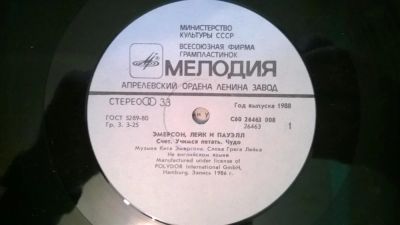 МИНИСТЕРСТВО
КУЛЬТУРЫ СССР
ВСЕСОЮЗНАЯ ФИРМА
ГРАМПЛАСТИНОК
МЕЛОДИЯ
АПРЕЛЕВСКИЙ ОРДЕНА ЛЕНИНА ЗАВОД
СТЕРЕО 33
Год выпуска 1988
ГОСТ 5289-80
С60 26463 008
Гр. 3. 3-25
26463
1
ЭМЕРСОН, ЛЕЙК И ПАУЭЛЛ
Счет. Учимся летать. Чудо
Музыка Кита Эмерсона. Слова Грега Лейка
На английском языке
Manufactured under license of
POLYDOR International GmbH,
Hamburg. Запись 1986 г.